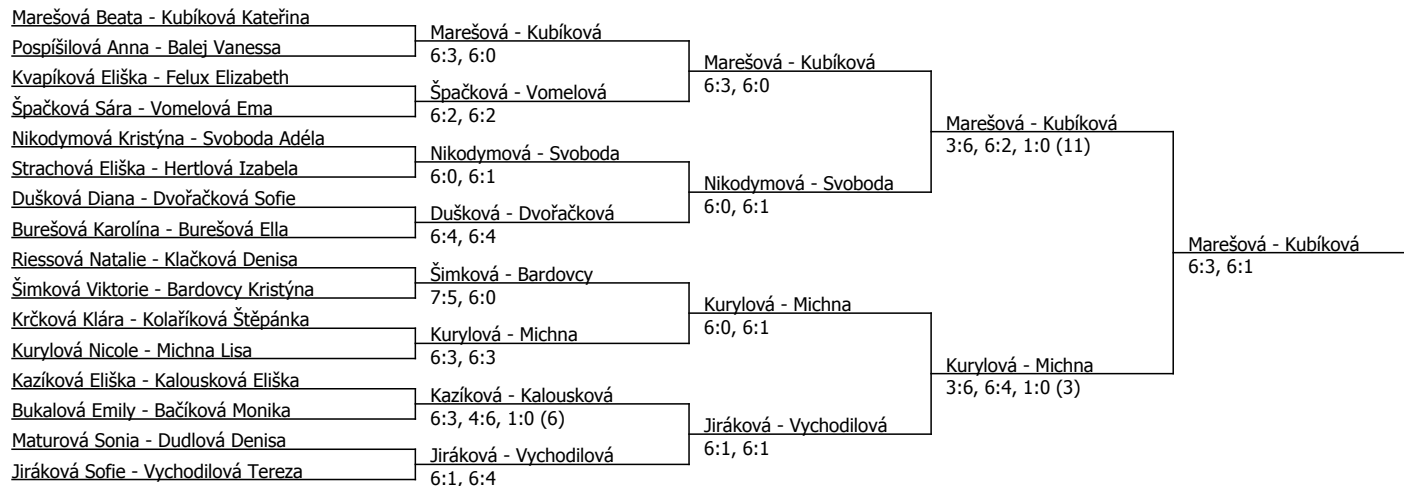 Marešová Beata - Kubíková Kateřina
Pospíšilová Anna - Balej Vanessa
Kvapíková Eliška - Felux Elizabeth
Špačková Sára - Vomelová Ema
Nikodymová Kristýna - Svoboda Adéla
Strachová Eliška - Hertlová Izabela
Dušková Diana - Dvořačková Sofie
Burešová Karolína - Burešová Ella
Riessová Natalie - Klačková Denisa
Šimková Viktorie - Bardovcy Kristýna
Krčková Klára - Kolaříková Štěpánka
Kurylová Nicole - Michna Lisa
Kazíková Eliška - Kalousková Eliška
Bukalová Emily - Bačíková Monika
Maturová Sonia - Dudlová Denisa
Jiráková Sofie - Vychodilová Tereza
Marešová - Kubíková
6:3, 6:0
Špačková - Vomelová
6:2, 6:2
Nikodymová - Svoboda
6:0, 6:1
Dušková - Dvořačková
6:4, 6:4
Šimková - Bardovcy
7:5, 6:0
Kurylová - Michna
6:3, 6:3
Kazíková - Kalousková
6:3, 4:6, 1:0 (6)
Jiráková - Vychodilová
6:1, 6:4
Marešová - Kubíková
6:3, 6:0
Nikodymová - Svoboda
6:0, 6:1
Kurylová - Michna
6:0, 6:1
Jiráková - Vychodilová
6:1, 6:1
Marešová - Kubíková
3:6, 6:2, 1:0 (11)
Kurylová - Michna
3:6, 6:4, 1:0 (3)
Marešová - Kubíková
6:3, 6:1